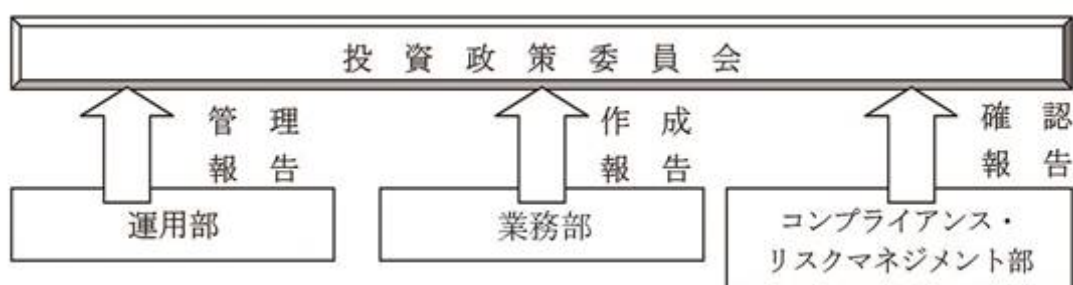 投資政策委員会
管理
報告
作成
報告
確認
報告
運用部
業務部
コンプライアンス・
リスクマネジメント部